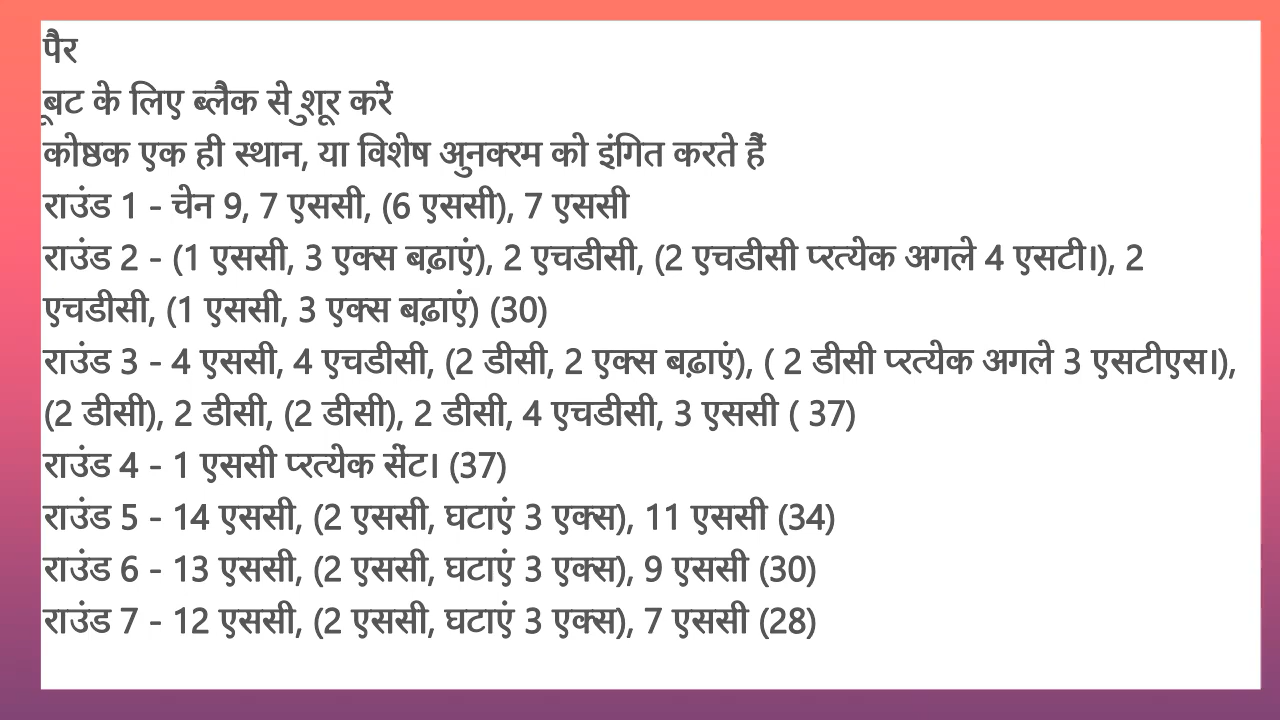 पैर
बूट के लिए ब्लैक से शुरू करें
कोष्ठक एक ही स्थान, या विशेष अनुक्रम को इंगित करते हैं
राउंड 1 - चेन 9, 7 एससी, (6 एससी), 7 एससी
राउंड 2 - (1 एससी, 3 एक्स बढ़ाएं), 2 एचडीसी, (2 एचडीसी प्रत्येक अगले 4 एसटी।), 2
एचडीसी, (1 एससी, 3 एक्स बढ़ाएं) (30)
राउंड 3 - 4 एससी, 4 एचडीसी, (2 डीसी, 2 एक्स बढ़ाएं), ( 2 डीसी प्रत्येक अगले 3 एसटीएस।),
(2 डीसी), 2 डीसी, (2 डीसी), 2 डीसी, 4 एचडीसी, 3 एससी ( 37)
राउंड 4 - 1 एससी प्रत्येक सेंट। (37)
राउंड 5 - 14 एससी, (2 एससी, घटाएं 3 एक्स), 11 एससी (34)
राउंड 6 - 13 एससी, (2 एससी, घटाएं 3 एक्स), 9 एससी (30)
राउंड 7 - 12 एससी, (2 एससी, घटाएं 3 एक्स), 7 एससी (28)